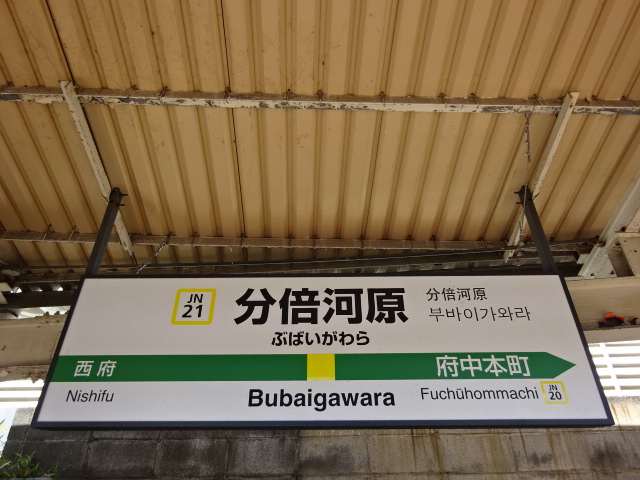 JN
21
分倍河原
分倍河原
부바이가와라
ぶばいがわら
西府
府中本町
Nishifu
Bubaigawara
Fuchūhommachi
JN
20